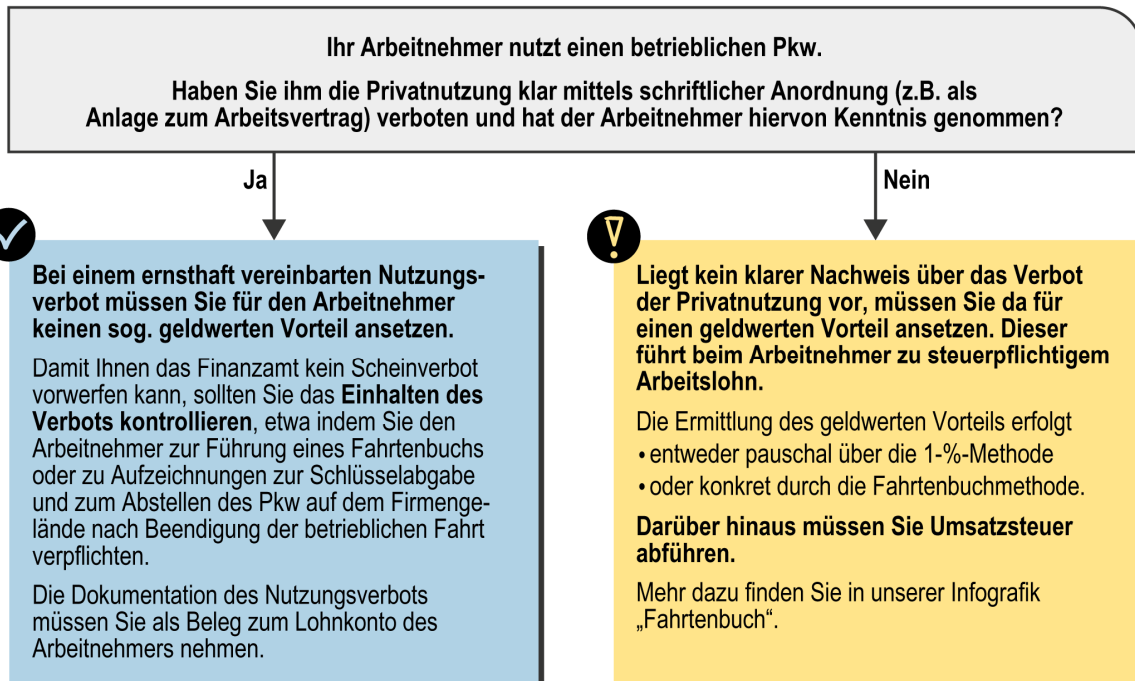 Ihr Arbeitnehmer nutzt einen betrieblichen Pkw.
Haben Sie ihm die Privatnutzung klar mittels schriftlicher Anordnung (z.B. als
Anlage zum Arbeitsvertrag) verboten und hat der Arbeitnehmer hiervon Kenntnis genommen?
Ja
Nein
Bei einem ernsthaft vereinbarten Nutzungs-
verbot müssen Sie für den Arbeitnehmer
keinen sog. geldwerten Vorteil ansetzen.
Damit Ihnen das Finanzamt kein Scheinverbot
vorwerfen kann, sollten Sie das Einhalten des
Verbots kontrollieren, etwa indem Sie den
Arbeitnehmer zur Führung eines Fahrtenbuchs
oder zu Aufzeichnungen zur Schlüsselabgabe
und zum Abstellen des Pkw auf dem Firmenge-
lände nach Beendigung der betrieblichen Fahrt
verpflichten.
Die Dokumentation des Nutzungsverbots
müssen Sie als Beleg zum Lohnkonto des
Arbeitnehmers nehmen.
Liegt kein klarer Nachweis über das Verbot
der Privatnutzung vor, müssen Sie da für
einen geldwerten Vorteil ansetzen. Dieser
führt beim Arbeitnehmer zu steuerpflichtigem
Arbeitslohn.
Die Ermittlung des geldwerten Vorteils erfolgt
• entweder pauschal über die 1-%-Methode
• oder konkret durch die Fahrtenbuchmethode.
Darüber hinaus müssen Sie Umsatzsteuer
abführen.
Mehr dazu finden Sie in unserer Infografik
„Fahrtenbuch“.